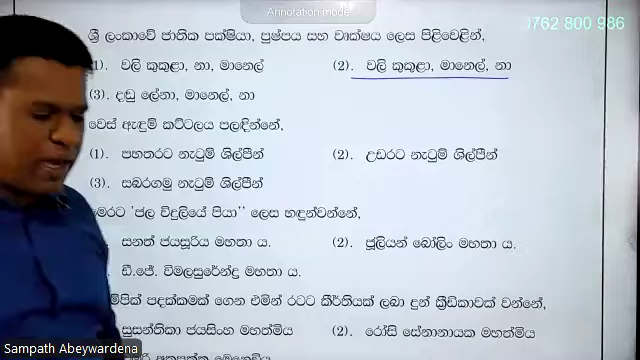 Annotation mode
0762 800 986
ශ්‍රී ලංකාවේ ජාතික පක්ෂියා, පුෂ්පය සහ වෘක්ෂය ලෙස පිළිවෙළින්,
(1). වලි කුකුළා, නා, මානෙල් (2). වලි කුකුළා, මානෙල්, නා
(3). දඬු ලේනා, මානෙල්, නා
වෙස් ඇඳුම් කට්ටලය පලඳින්නේ,
(1). පහතරට නැටුම් ශිල්පීන් (2). උඩරට නැටුම් ශිල්පීන්
(3). සබරගමු නැටුම් ශිල්පීන්
මෙරට 'ජල විදුලියේ පියා'' ලෙස හඳුන්වන්නේ,
සනත් ජයසූරිය මහතා ය. (2). ජූලියන් බෝලිං මහතා ය.
ඩී.ජේ. විමලසුරේන්ද්‍ර මහතා ය.
පදක්කමක් ගෙන එමින් රටට කීර්තියක් ලබා දුන් ක්‍රීඩිකාවක් වන්නේ,
සුසන්තිකා ජයසිංහ මහත්මිය (2). රෝසි සේනානායක මහත්මිය
Sampath Abeywardena